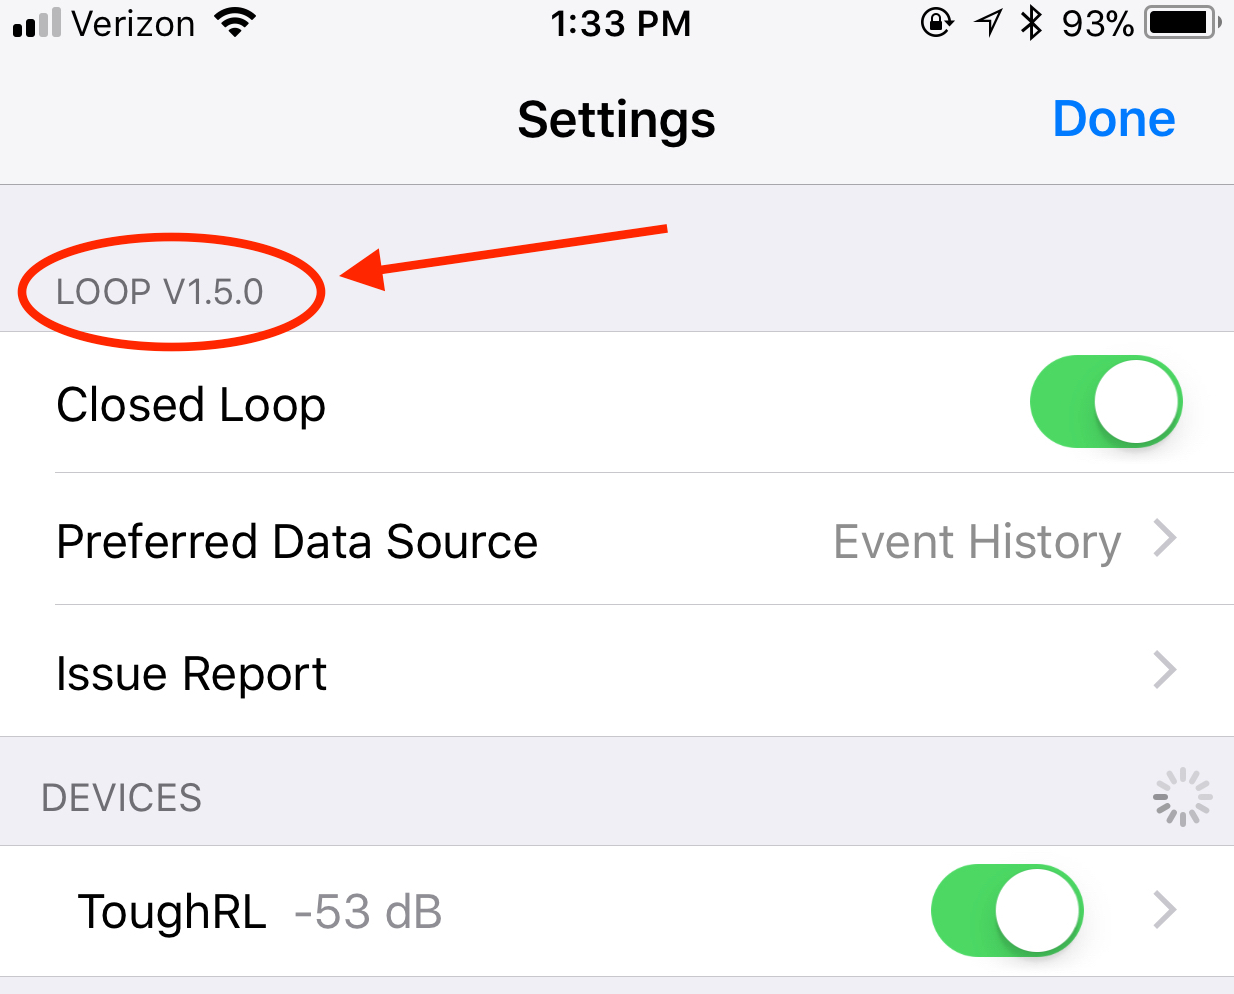 Verizon 1:33 PM 93%
Settings Done
LOOP V1.5.0
Closed Loop
Preferred Data Source Event History
Issue Report
DEVICES
ToughRL -53 dB